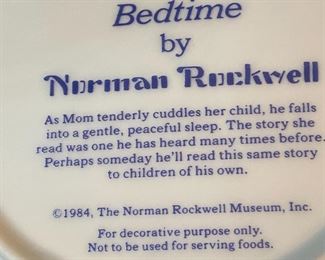 Bedtime
by
Norman Rockwell
As Mom tenderly cuddles her child, he falls
into a gentle, peaceful sleep. The story she
read was one he has heard many times before.
Perhaps someday he'll read this same story
to children of his own.
©1984, The Norman Rockwell Museum, Inc.
For decorative purpose only.
Not to be used for serving foods.